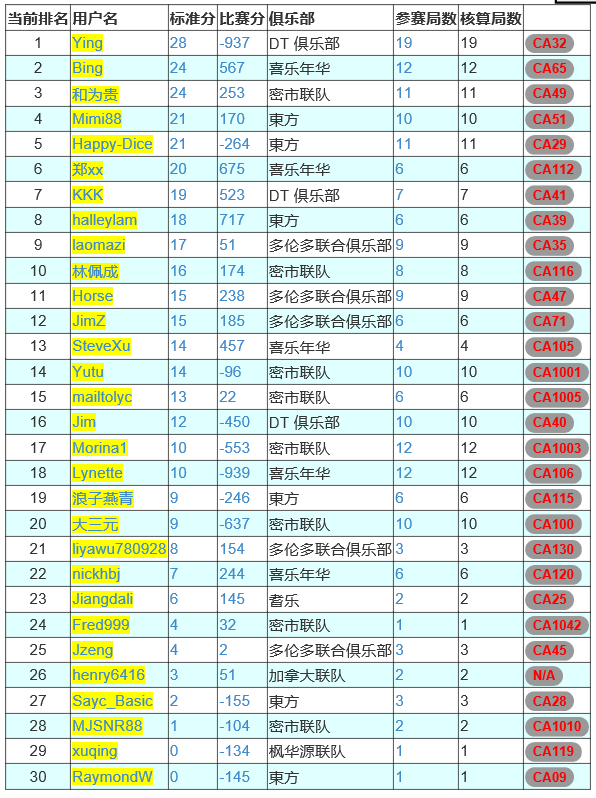 当前排名 用户名 标准分 比赛分 俱乐部 参赛局数 核算局数
1 Ying 28 -937 DT 俱乐部 19 19 CA32
2 Bing 24 567 喜乐年华 12 12 CA65
3 和为贵 24 253 密市联队 11 11 CA49
4 Mimi88 21 170 東方 10 10 CA51
5 Happy-Dice 21 -264 東方 11 11 CA29
6 郑xx 20 675 喜乐年华 6 6 CA112
7 KKK 19 523 DT 俱乐部 7 7 CA41
8 halleylam 18 717 東方 6 6 CA39
9 laomazi 17 51 多伦多联合俱乐部 9 9 CA35
10 林佩成 16 174 密市联队 8 8 CA116
11 Horse 15 238 多伦多联合俱乐部 9 9 CA47
12 JimZ 15 185 多伦多联合俱乐部 6 6 CA71
13 SteveXu 14 457 喜乐年华 4 4 CA105
14 Yutu 14 -96 密市联队 10 10 CA1001
15 mailtolyc 13 22 密市联队 6 6 CA1005
16 Jim 12 -450 DT 俱乐部 10 10 CA40
17 Morina1 10 -553 密市联队 12 12 CA1003
18 Lynette 10 -939 喜乐年华 12 12 CA106
19 浪子燕青 9 -246 東方 6 6 CA115
20 大三元 9 -637 密市联队 10 10 CA100
21 liyawu780928 8 154 多伦多联合俱乐部 3 3 CA130
22 nickhbj 7 244 喜乐年华 6 6 CA120
23 Jiangdali 6 145 耆乐 2 2 CA25
24 Fred999 4 32 密市联队 1 1 CA1042
25 Jzeng 4 2 多伦多联合俱乐部 3 3 CA45
26 henry6416 3 51 加拿大联队 2 2 N/A
27 Sayc_Basic 2 -155 東方 3 3 CA28
28 MJSNR88 1 -104 密市联队 2 2 CA1010
29 xuqing 0 -134 枫华源联队 1 1 CA119
30 RaymondW 0 -145 東方 1 1 CA09